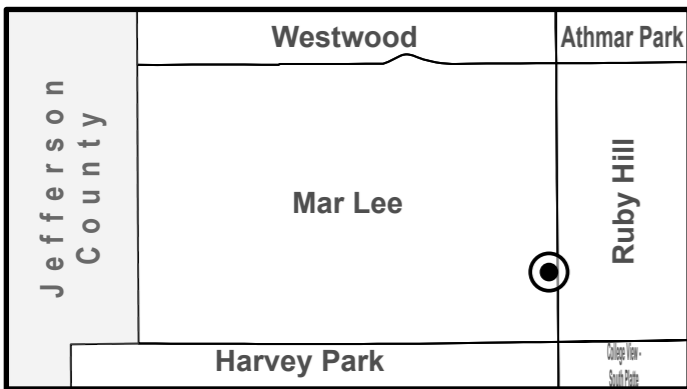 Westwood
Athmar Park
Jefferson
County
Mar Lee
Ruby Hill
Harvey Park
College View -
South Platte